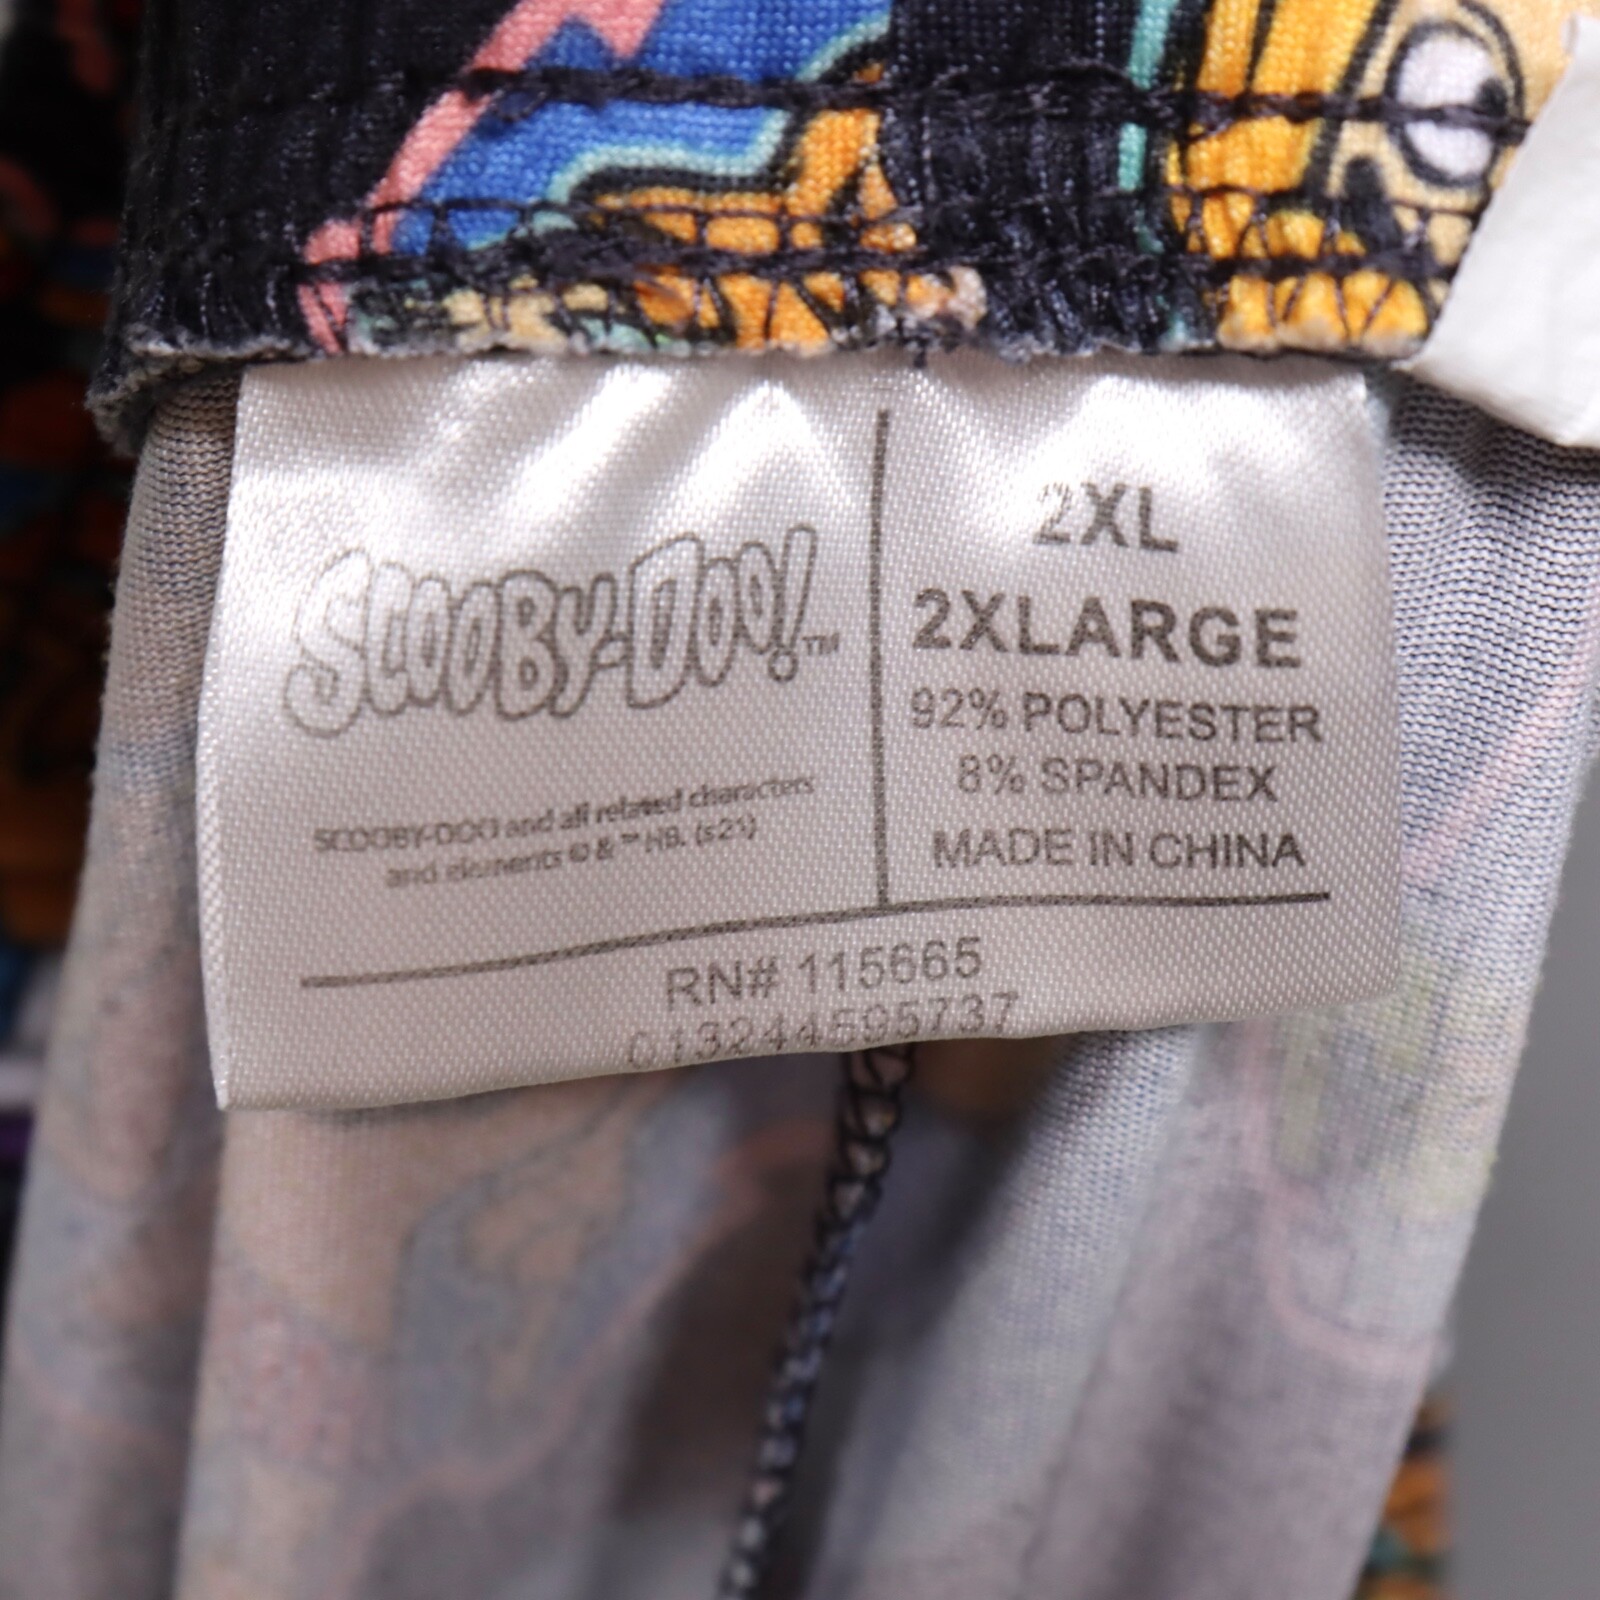 SCOOBY-DOO!™
SCOOBY-DOO and all related characters
and elements © & ™ HB. (s21)
2XL
2XLARGE
92% POLYESTER
8% SPANDEX
MADE IN CHINA
RN# 115665
C13244595737